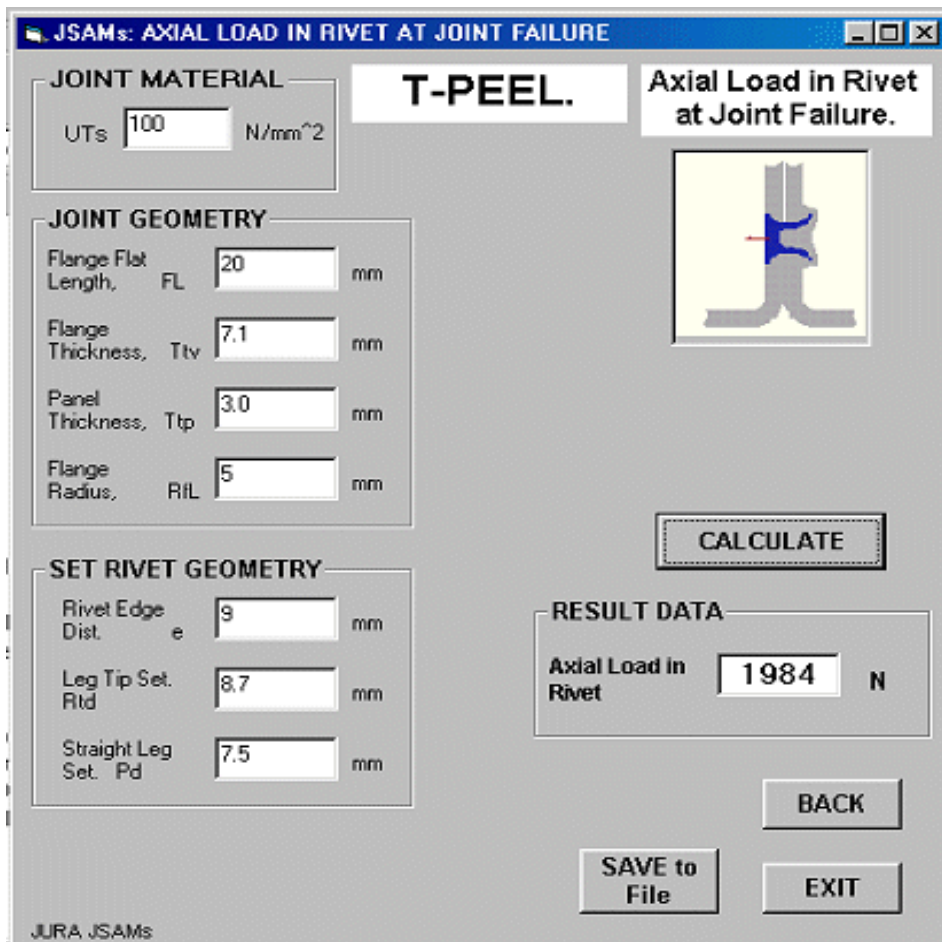 JSAMs: AXIAL LOAD IN RIVET AT JOINT FAILURE
JOINT MATERIAL
UTs 100 N/mm^2
T-PEEL.
Axial Load in Rivet
at Joint Failure.
JOINT GEOMETRY
Flange Flat
Length, FL 20 mm
Flange
Thickness, Ttv 7.1 mm
Panel
Thickness, Ttp 3.0 mm
Flange
Radius, RfL 5 mm
CALCULATE
SET RIVET GEOMETRY
Rivet Edge
Dist. e 9 mm
Leg Tip Set.
Rtd 8.7 mm
Straight Leg
Set. Pd 7.5 mm
RESULT DATA
Axial Load in
Rivet 1984 N
BACK
SAVE to
File
EXIT
JURA JSAMs